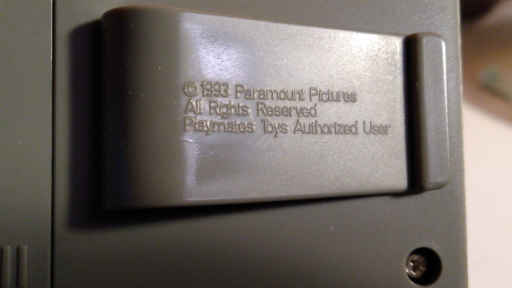 © 1993 Paramount Pictures
All Rights Reserved
Playmates Toys Authorized User